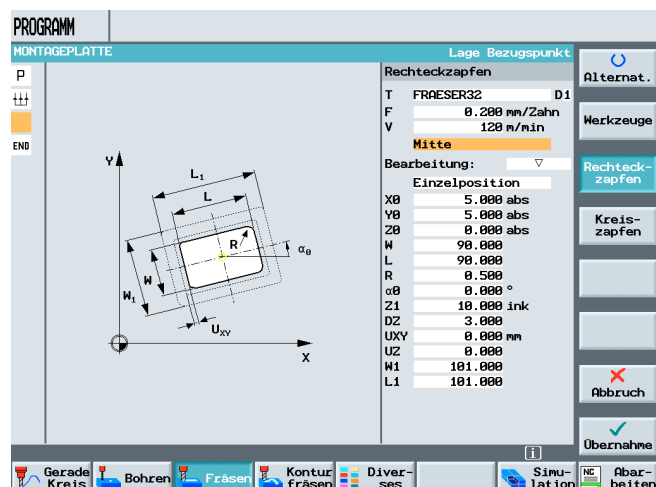 PROGRAMM
MONTAGEPLATTE
Lage Bezugspunkt
P
END
Y
L1
L
R
α0
W
W1
UXY
X
Rechteckzapfen
T FRAESER32 D1
F 0.200 mm/Zahn
V 120 m/min
Mitte
Bearbeitung: ▽
Einzelposition
X0 5.000 abs
Y0 5.000 abs
Z0 0.000 abs
W 90.000
L 90.000
R 0.500
α0 0.000 °
Z1 10.000 ink
DZ 3.000
UXY 0.000 mm
UZ 0.000
W1 101.000
L1 101.000
Alternat.
Werkzeuge
Rechteck-
zapfen
Kreis-
zapfen
Abbruch
Übernahme
i
Gerade
Kreis
Bohren
Fräsen
Kontur
fräsen
Diver-
ses
Simu-
lation
NC Abar-
beiten